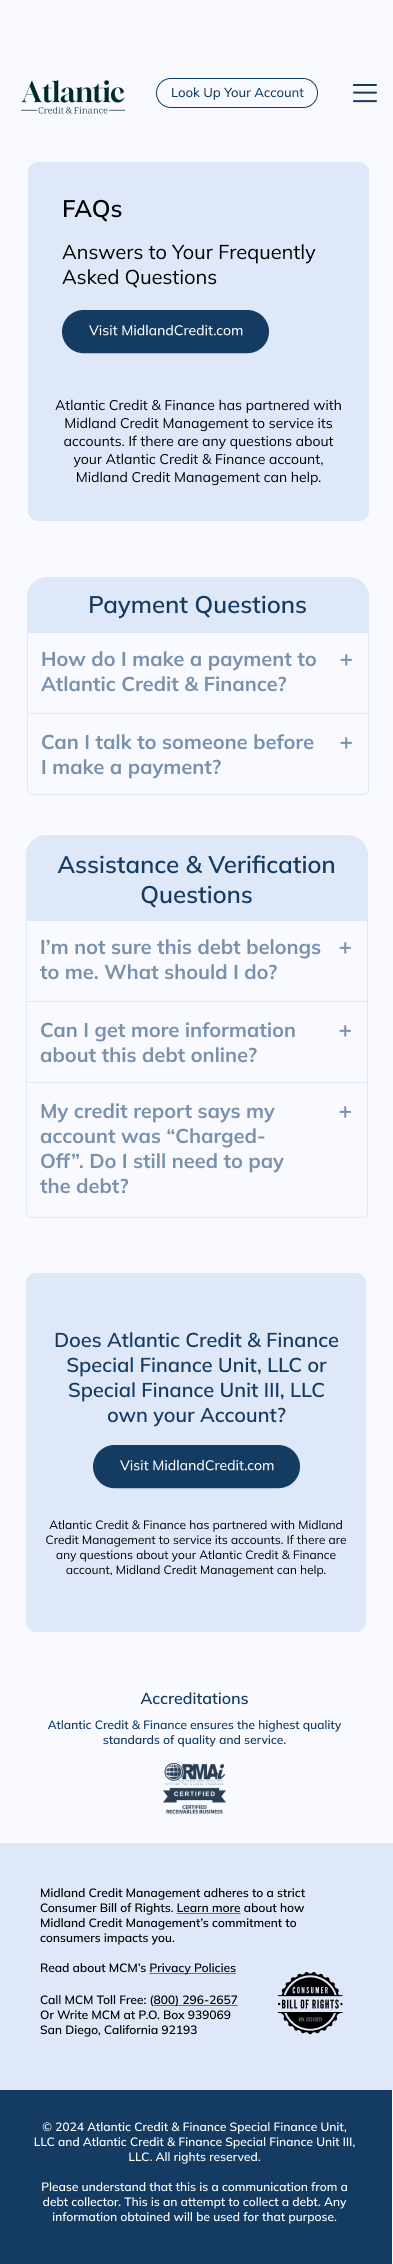 Atlantic
Credit & Finance
Look Up Your Account
FAQs
Answers to Your Frequently
Asked Questions
Visit MidlandCredit.com
Atlantic Credit & Finance has partnered with
Midland Credit Management to service its
accounts. If there are any questions about
your Atlantic Credit & Finance account,
Midland Credit Management can help.
Payment Questions
How do I make a payment to
Atlantic Credit & Finance?
+
Can I talk to someone before
I make a payment?
+
Assistance & Verification
Questions
I’m not sure this debt belongs
to me. What should I do?
+
Can I get more information
about this debt online?
+
My credit report says my
account was “Charged-
Off”. Do I still need to pay
the debt?
+
Does Atlantic Credit & Finance
Special Finance Unit, LLC or
Special Finance Unit III, LLC
own your Account?
Visit MidlandCredit.com
Atlantic Credit & Finance has partnered with Midland
Credit Management to service its accounts. If there are
any questions about your Atlantic Credit & Finance
account, Midland Credit Management can help.
Accreditations
Atlantic Credit & Finance ensures the highest quality
standards of quality and service.
RMAi
CERTIFIED
CERTIFIED
RECEIVABLES BUSINESS
Midland Credit Management adheres to a strict
Consumer Bill of Rights. Learn more about how
Midland Credit Management’s commitment to
consumers impacts you.
Read about MCM’s Privacy Policies
Call MCM Toll Free: (800) 296-2657
Or Write MCM at P.O. Box 939069
San Diego, California 92193
CONSUMER
BILL OF RIGHTS
© 2024 Atlantic Credit & Finance Special Finance Unit,
LLC and Atlantic Credit & Finance Special Finance Unit III,
LLC. All rights reserved.
Please understand that this is a communication from a
debt collector. This is an attempt to collect a debt. Any
information obtained will be used for that purpose.